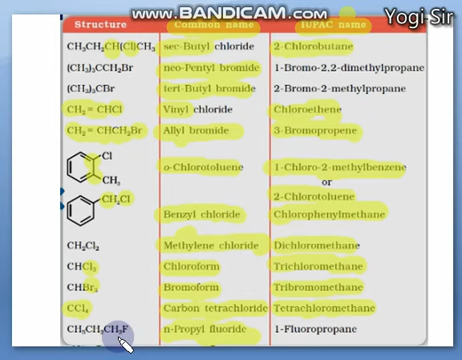 www.BANDICAM.com
Yogi Sir
Structure Common name IUPAC name
CH₃CH₂CH(Cl)CH₃ sec-Butyl chloride 2-Chlorobutane
(CH₃)₃CCH₂Br neo-Pentyl bromide 1-Bromo-2,2-dimethylpropane
(CH₃)₃CBr tert-Butyl bromide 2-Bromo-2-methylpropane
CH₂ = CHCl Vinyl chloride Chloroethene
CH₂ = CHCH₂Br Allyl bromide 3-Bromopropene
Cl
CH₃
o-Chlorotoluene 1-Chloro-2-methylbenzene
or
2-Chlorotoluene
CH₂Cl
Benzyl chloride Chlorophenylmethane
CH₂Cl₂ Methylene chloride Dichloromethane
CHCl₃ Chloroform Trichloromethane
CHBr₃ Bromoform Tribromomethane
CCl₄ Carbon tetrachloride Tetrachloromethane
CH₃CH₂CH₂F n-Propyl fluoride 1-Fluoropropane